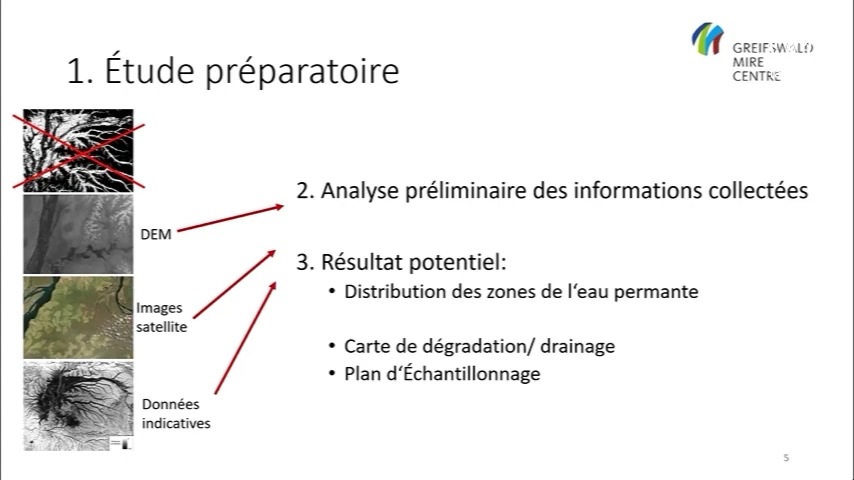 1. Étude préparatoire
GREIFSWALD
MIRE
CENTRE
2. Analyse préliminaire des informations collectées
DEM
3. Résultat potentiel:
• Distribution des zones de l‘eau permante
Images
satellite
• Carte de dégradation/ drainage
• Plan d‘Échantillonnage
Données
indicatives
5